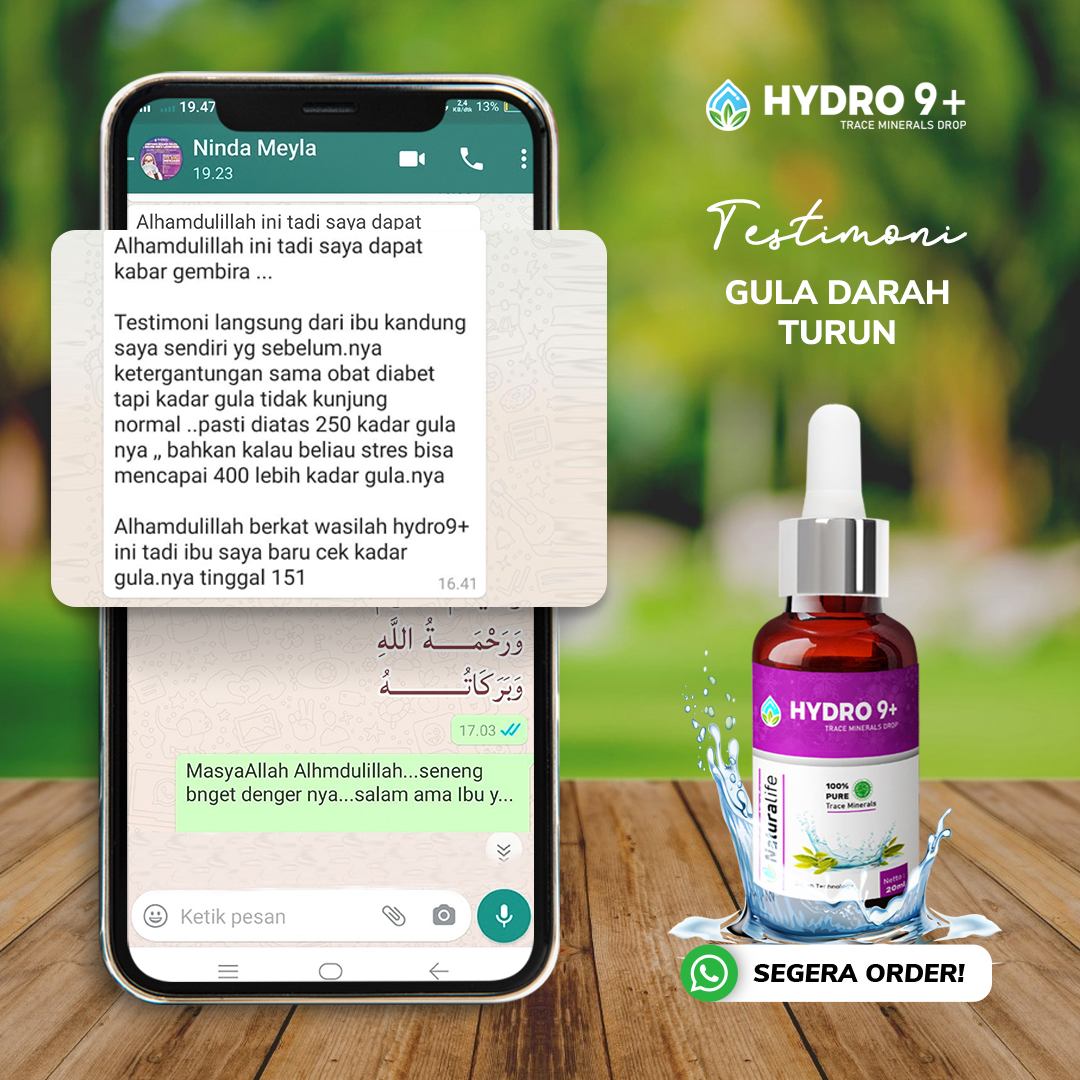 19.47
2,4
KB/dtk
13%
Ninda Meyla
19.23
Alhamdulillah ini tadi saya dapat
Alhamdulillah ini tadi saya dapat
kabar gembira ...
Testimoni langsung dari ibu kandung
saya sendiri yg sebelum.nya
ketergantungan sama obat diabet
tapi kadar gula tidak kunjung
normal ..pasti diatas 250 kadar gula
nya ,, bahkan kalau beliau stres bisa
mencapai 400 lebih kadar gula.nya
Alhamdulillah berkat wasilah hydro9+
ini tadi ibu saya baru cek kadar
gula.nya tinggal 151
16.41
وَرَحْمَـــةُ اللَّهِ
وَبَرَكَاتُـــــــهُ
17.03
MasyaAllah Alhmdulillah...seneng
bnget denger nya...salam ama Ibu y...
Ketik pesan
HYDRO 9+
TRACE MINERALS DROP
Testimoni
GULA DARAH
TURUN
HYDRO 9+
TRACE MINERALS DROP
Naturalife
100%
PURE
Trace Minerals
Netto :
20ml
SEGERA ORDER!